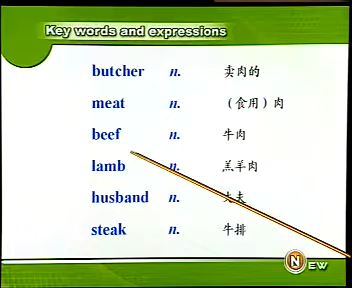 Key words and expressions
butcher n. 卖肉的
meat n. （食用）肉
beef n. 牛肉
lamb n. 羔羊肉
husband n. 丈夫
steak n. 牛排
NEW